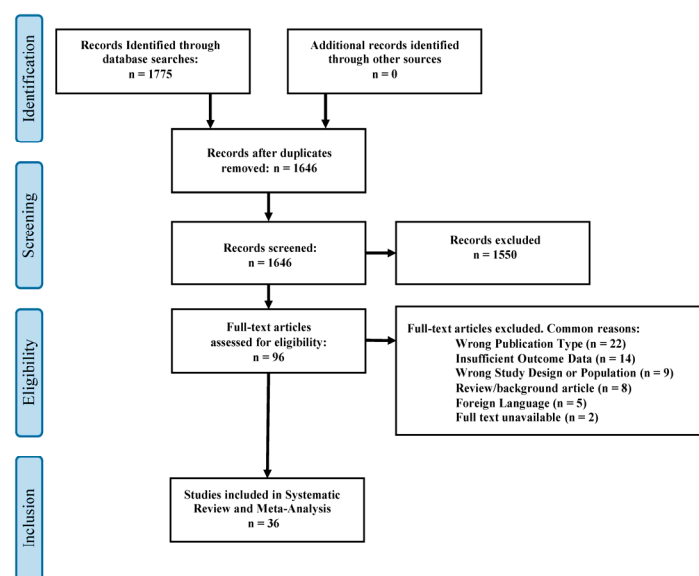 Identification
Records Identified through
database searches:
n = 1775
Additional records identified
through other sources
n = 0
Records after duplicates
removed: n = 1646
Screening
Records screened:
n = 1646
Records excluded
n = 1550
Eligibility
Full-text articles
assessed for eligibility:
n = 96
Full-text articles excluded. Common reasons:
Wrong Publication Type (n = 22)
Insufficient Outcome Data (n = 14)
Wrong Study Design or Population (n = 9)
Review/background article (n = 8)
Foreign Language (n = 5)
Full text unavailable (n = 2)
Inclusion
Studies included in Systematic
Review and Meta-Analysis
n = 36